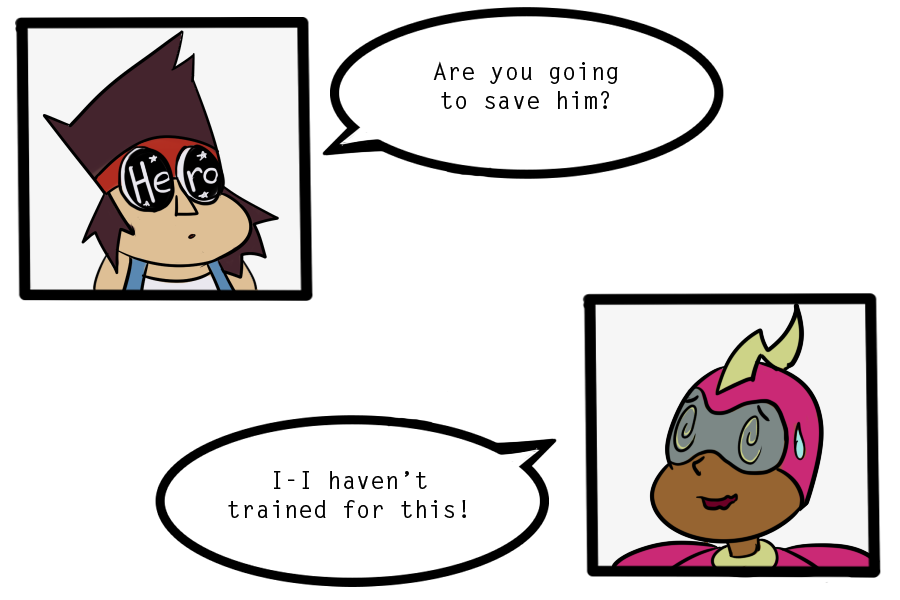 He ro
Are you going
to save him?
I-I haven't
trained for this!